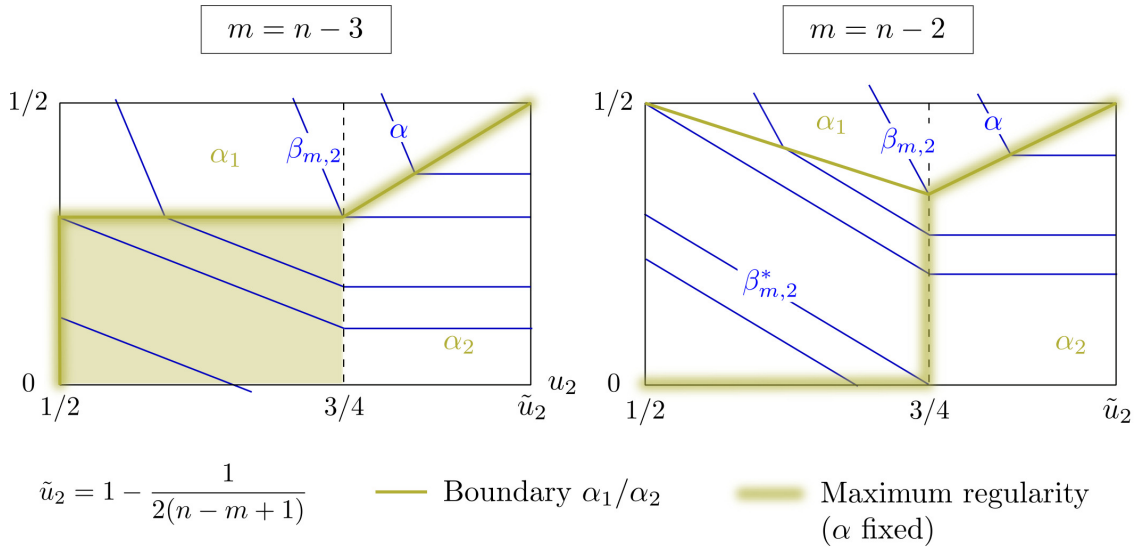 m = n − 3
m = n − 2
1/2
α₁
βₘ,₂
α
α₂
0
1/2
3/4
ũ₂
u₂
1/2
α₁
βₘ,₂
α
β*ₘ,₂
α₂
0
1/2
3/4
ũ₂
ũ₂ = 1 − 1/(2(n − m + 1))
Boundary α₁/α₂
Maximum regularity
(α fixed)